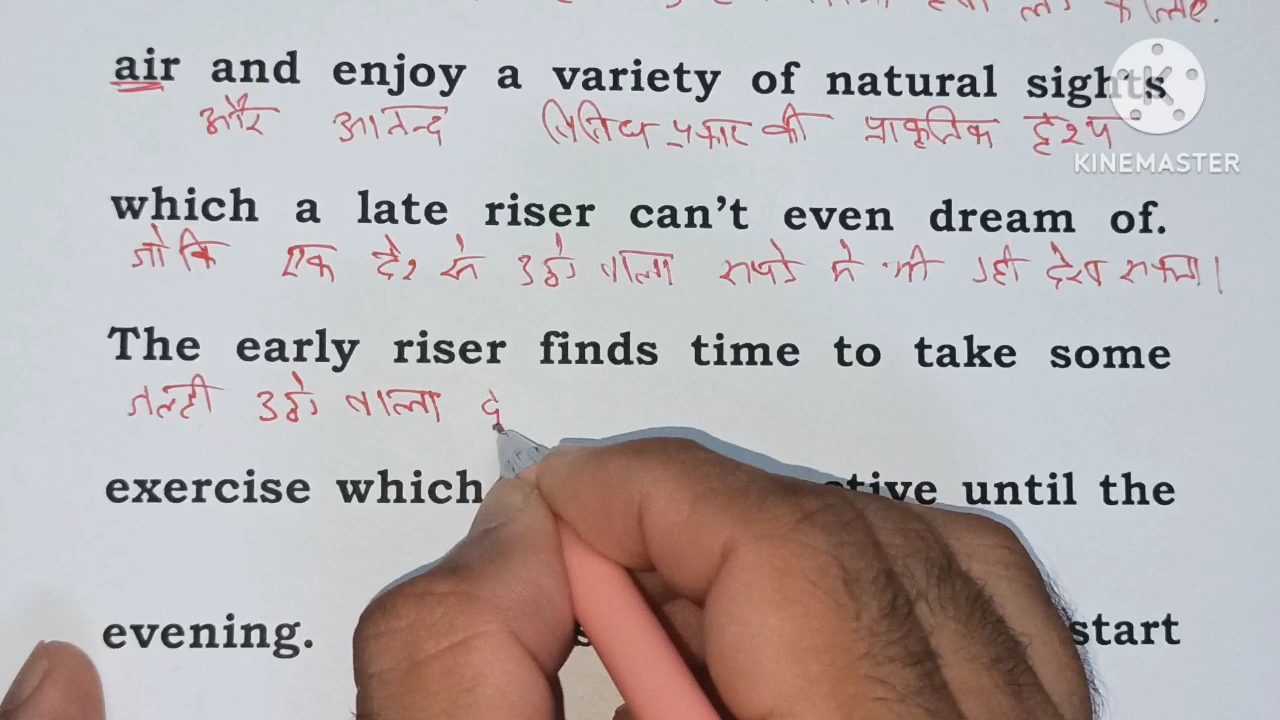 air and enjoy a variety of natural sights
और आनन्द विविध प्रकार की प्राकृतिक दृश्य
KINEMASTER
which a late riser can't even dream of.
जो कि एक देर से उठने वाला सपने मे भी नही देख सकता।
The early riser finds time to take some
जल्दी उठने वाला
exercise which until the
evening. start